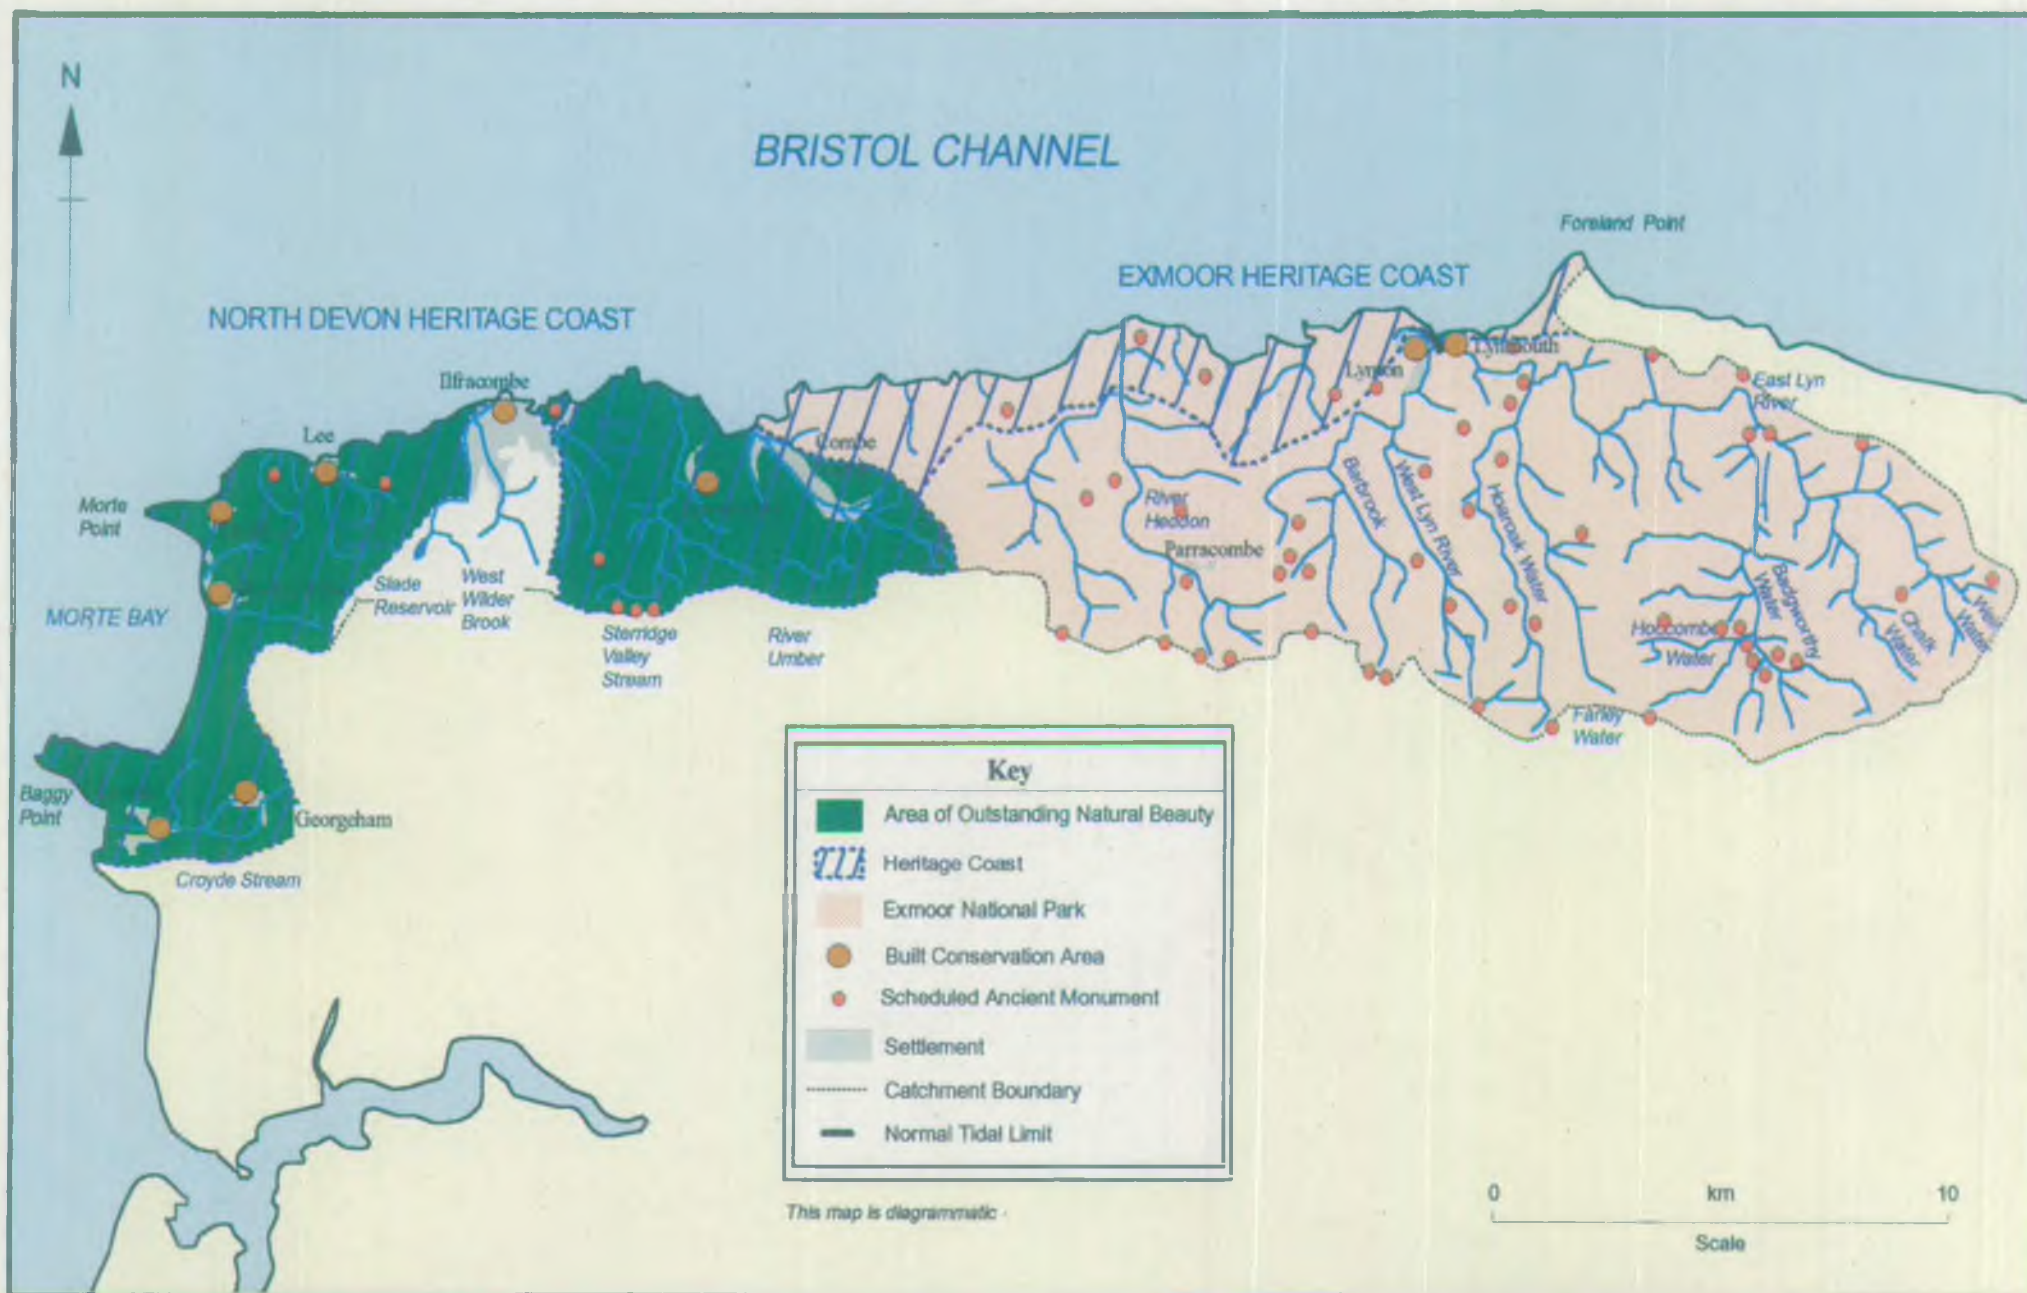 N
BRISTOL CHANNEL
Foreland Point
EXMOOR HERITAGE COAST
NORTH DEVON HERITAGE COAST
Lynmouth
Lynton
Ilfracombe
East Lyn
River
Lee
Combe
Morte
Point
River
Heddon
Barbrook
West Lyn River
Hoaroak Water
Parracombe
Badgworthy
Water
Slade
Reservoir
West
Wilder
Brook
MORTE BAY
Sterridge
Valley
Stream
River
Umber
Hoccombe
Water
Chalk
Water
Weir
Water
Farley
Water
Baggy
Point
Georgeham
Croyde Stream
Key
Area of Outstanding Natural Beauty
Heritage Coast
Exmoor National Park
Built Conservation Area
Scheduled Ancient Monument
Settlement
Catchment Boundary
Normal Tidal Limit
This map is diagrammatic
0 km 10
Scale